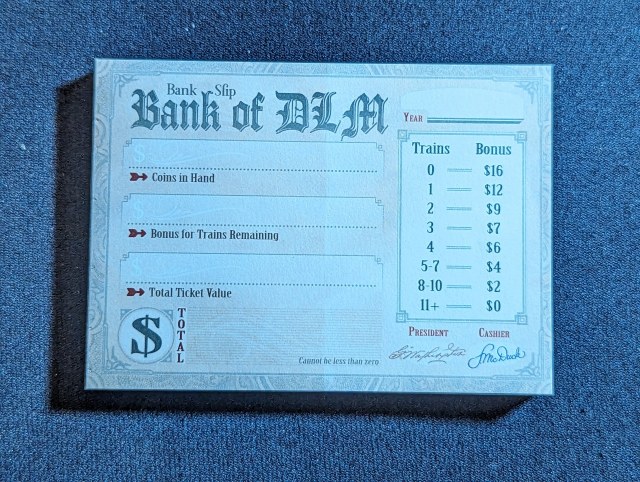 Bank Sfip
Bank of DLM
YEAR
Coins in Hand
Bonus for Trains Remaining
Total Ticket Value
$
TOTAL
Cannot be less than zero
Trains Bonus
0 $16
1 $12
2 $9
3 $7
4 $6
5-7 $4
8-10 $2
11+ $0
PRESIDENT CASHIER